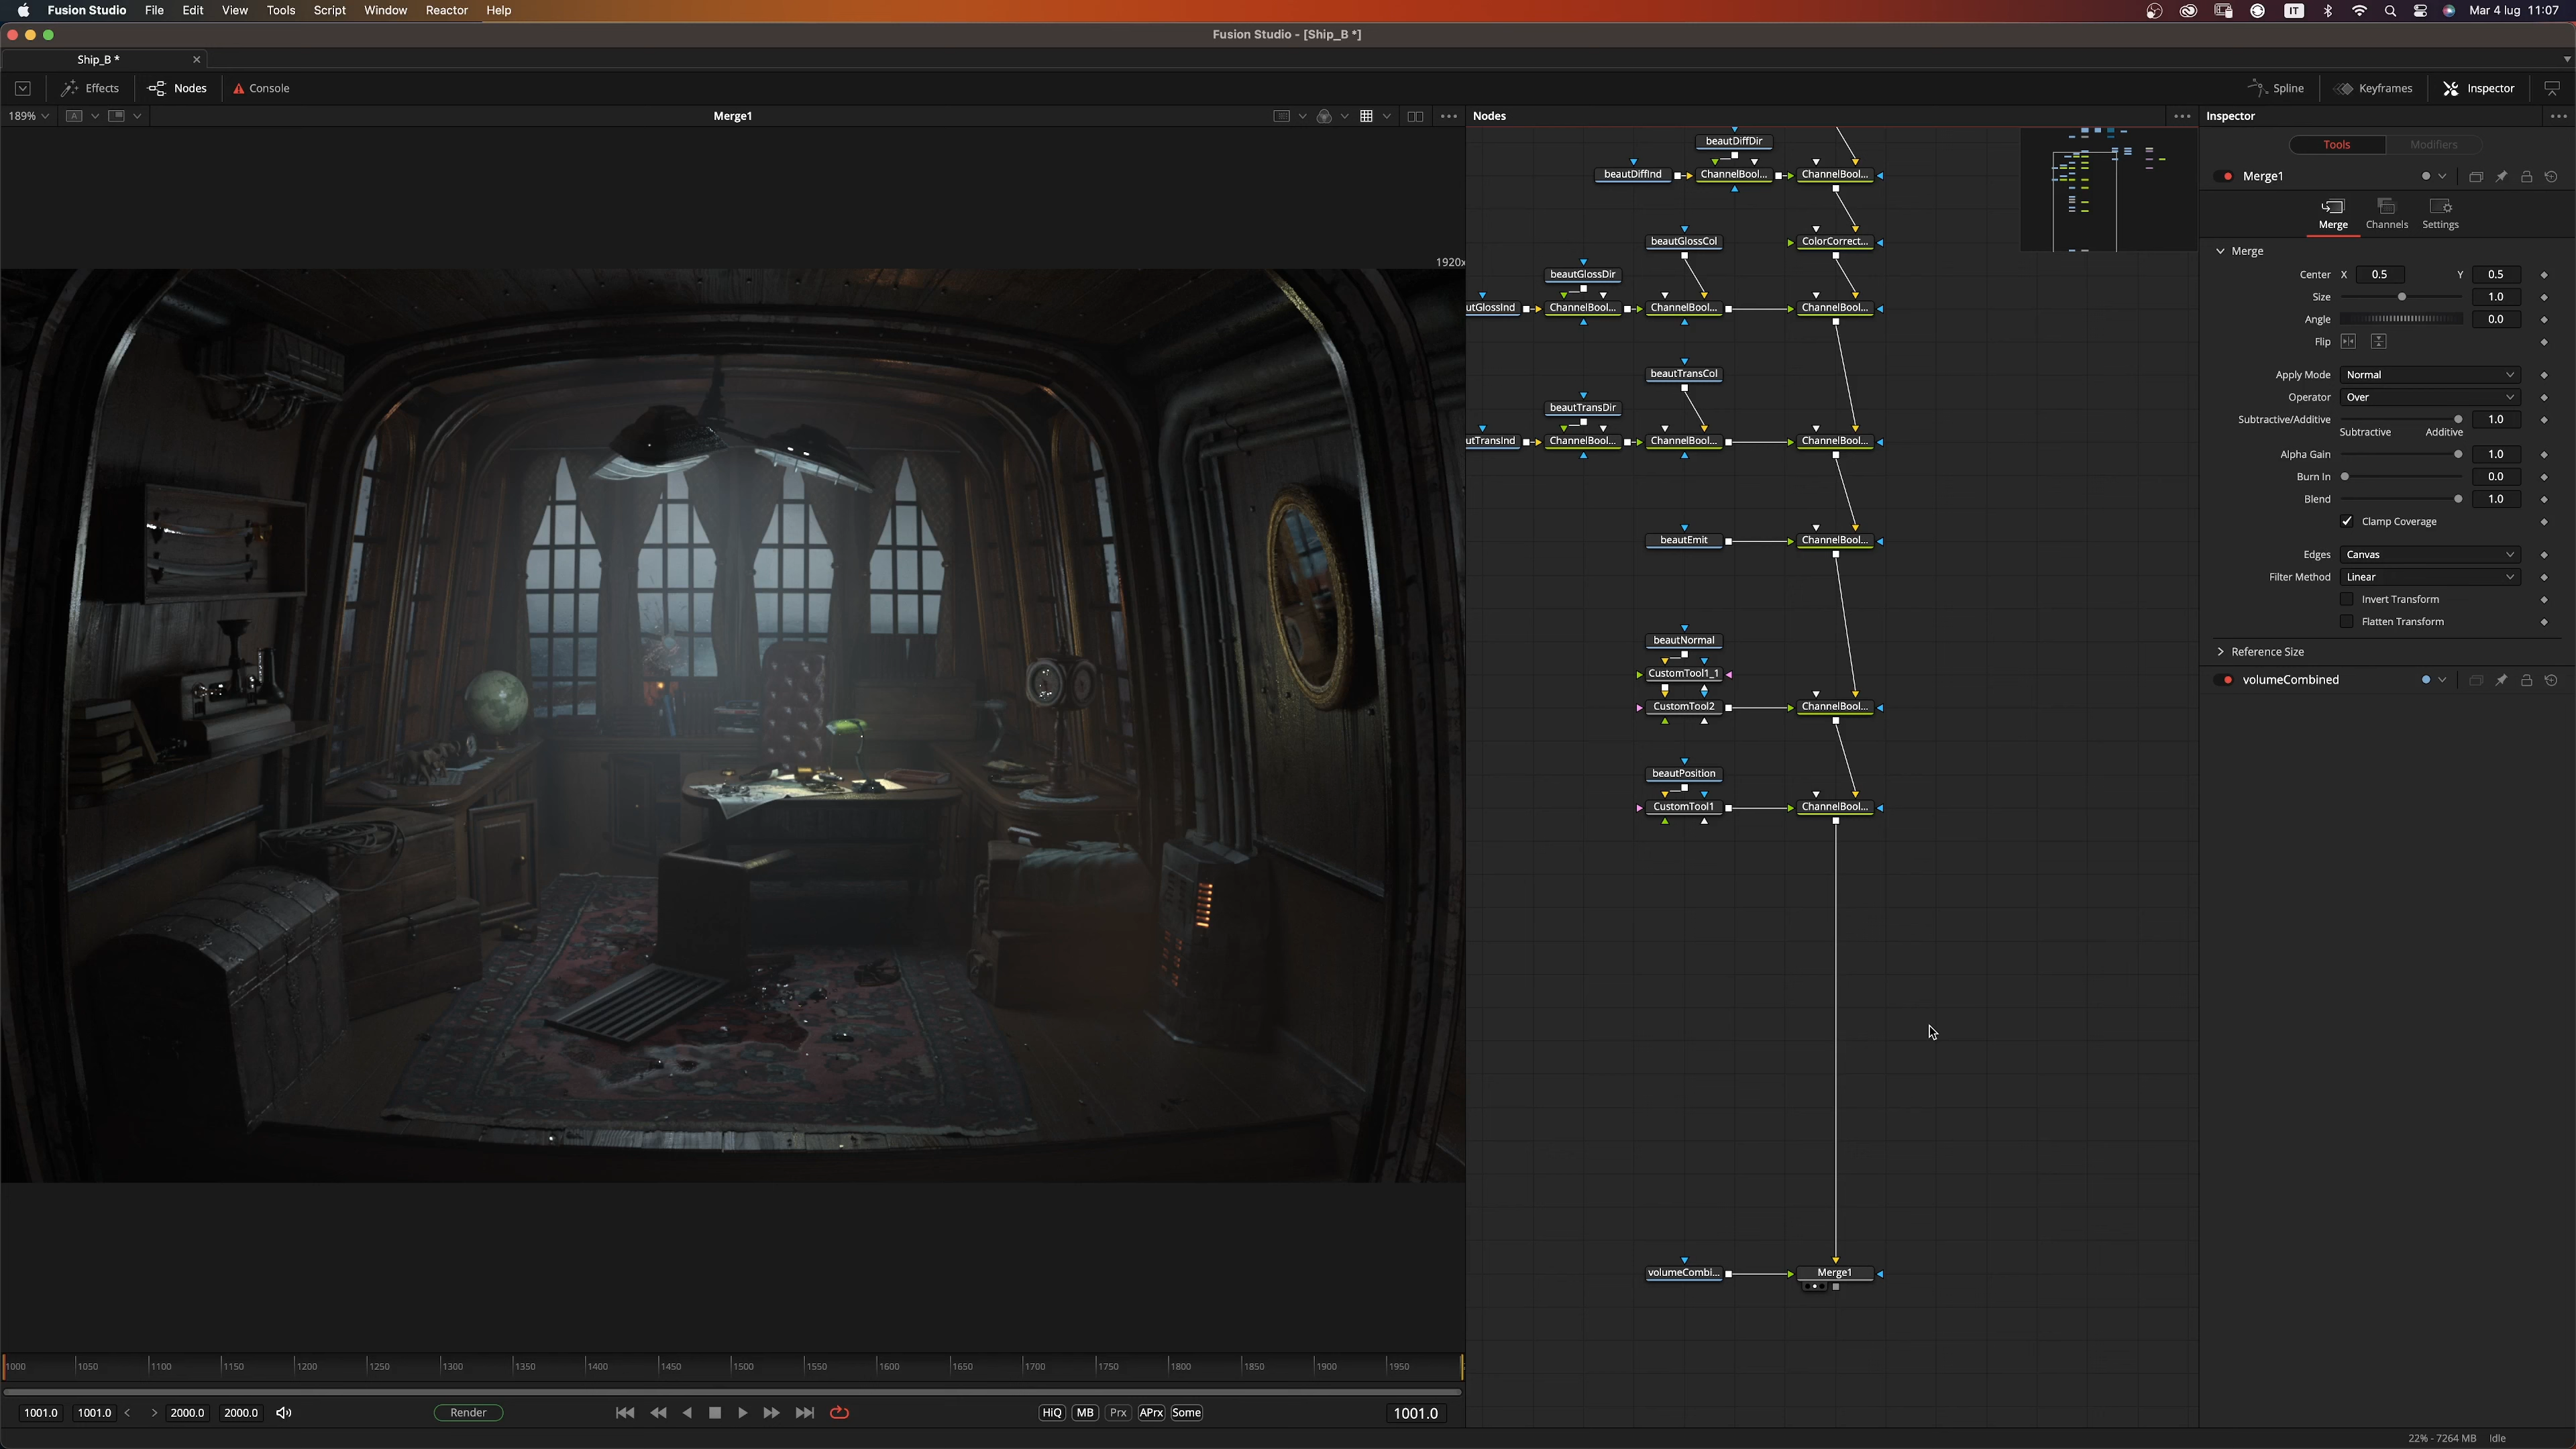 Fusion Studio File Edit View Tools Script Window Reactor Help
IT Mar 4 lug 11:07
Fusion Studio - [Ship_B *]
Ship_B *
Effects Nodes Console
Spline Keyframes Inspector
189% A Merge1
Nodes
Inspector
1920x
beautDiffDir
beautDiffInd ChannelBool... ChannelBool...
beautGlossCol ColorCorrect...
beautGlossDir
utGlossInd ChannelBool... ChannelBool... ChannelBool...
beautTransCol
beautTransDir
utTransInd ChannelBool... ChannelBool... ChannelBool...
beautEmit ChannelBool...
beautNormal
CustomTool1_1
CustomTool2 ChannelBool...
beautPosition
CustomTool1 ChannelBool...
volumeCombi... Merge1
Tools Modifiers
Merge1
Merge Channels Settings
Merge
Center X 0.5 Y 0.5
Size 1.0
Angle 0.0
Flip
Apply Mode Normal
Operator Over
Subtractive/Additive 1.0
Subtractive Additive
Alpha Gain 1.0
Burn In 0.0
Blend 1.0
Clamp Coverage
Edges Canvas
Filter Method Linear
Invert Transform
Flatten Transform
Reference Size
volumeCombined
1000 1050 1100 1150 1200 1250 1300 1350 1400 1450 1500 1550 1600 1650 1700 1750 1800 1850 1900 1950
1001.0 1001.0 < > 2000.0 2000.0 Render HiQ MB Prx APrx Some 1001.0
22% - 7264 MB Idle